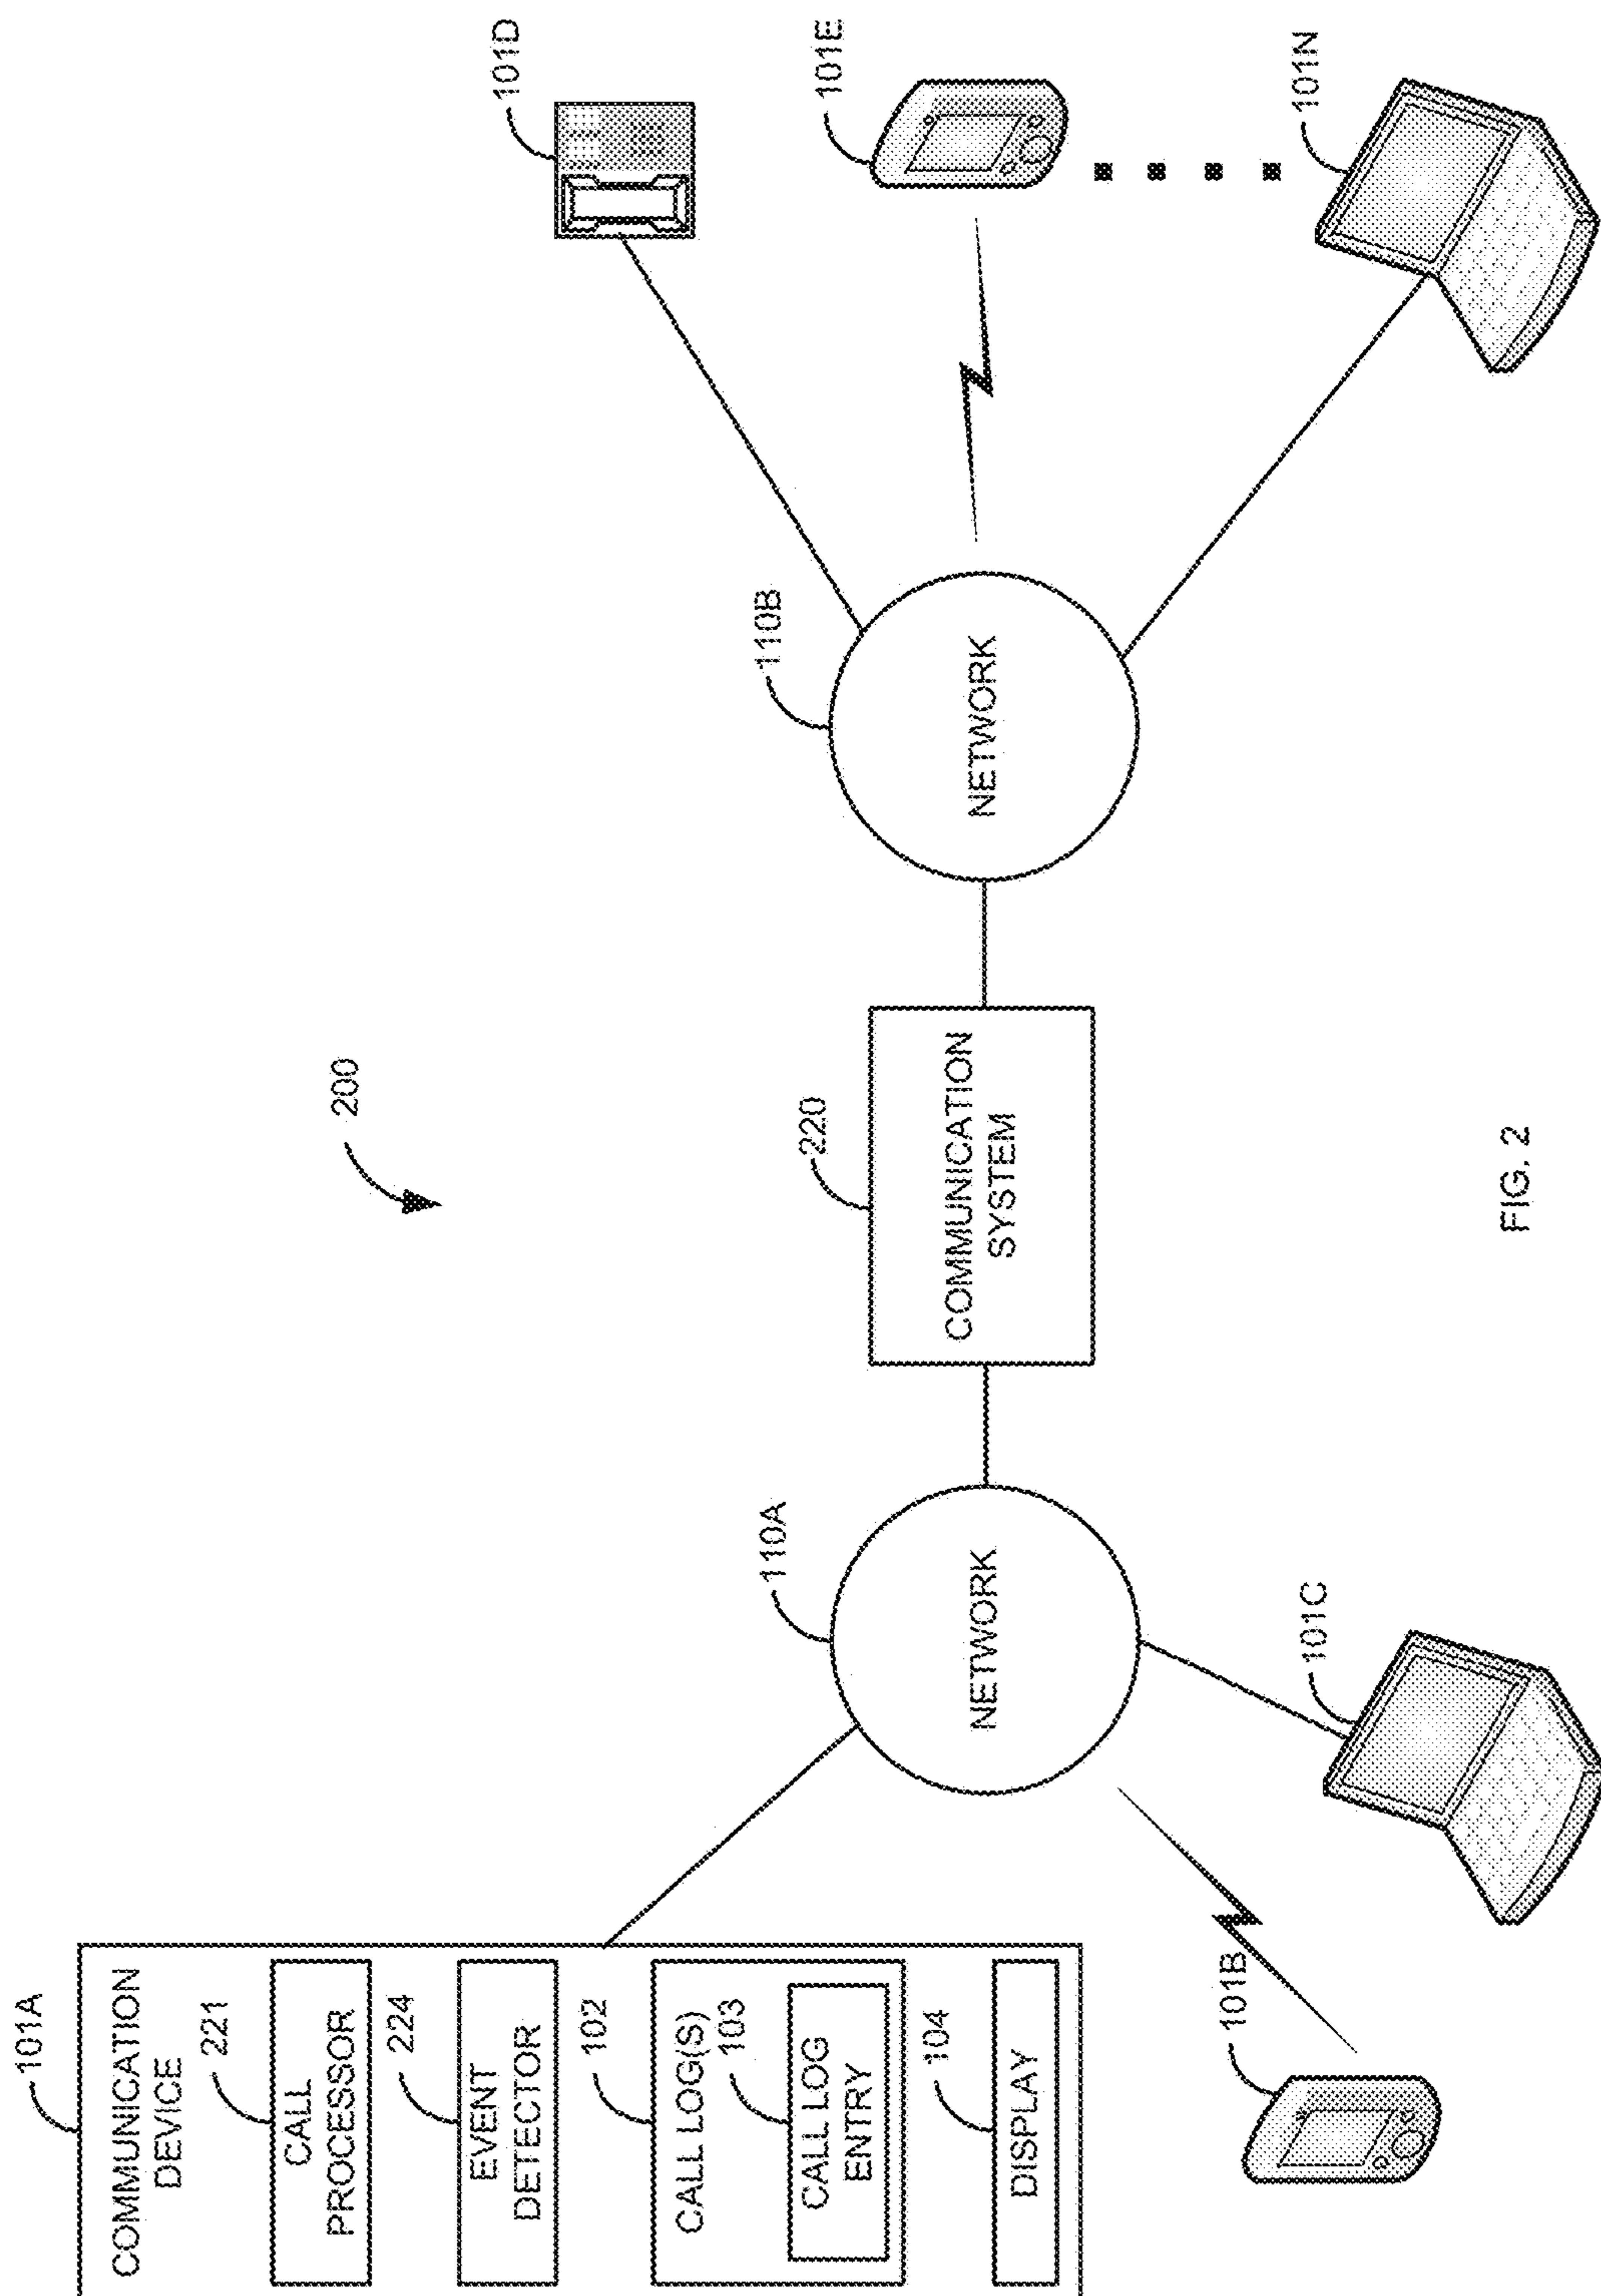 200
101A
COMMUNICATION
DEVICE
221
CALL
PROCESSOR
224
EVENT
DETECTOR
102
CALL LOG(S)
103
CALL LOG
ENTRY
104
DISPLAY
101B
101C
110A
NETWORK
220
COMMUNICATION
SYSTEM
110B
NETWORK
101D
101E
101N
FIG. 2